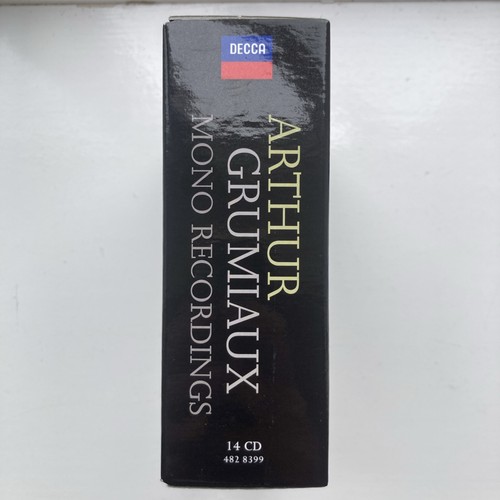 DECCA
ARTHUR
GRUMIAUX
MONO RECORDINGS
14 CD
482 8399